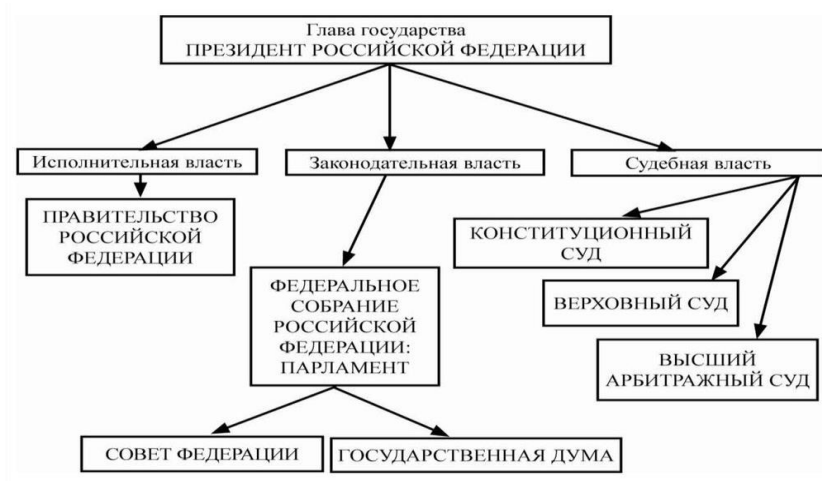 Глава государства
ПРЕЗИДЕНТ РОССИЙСКОЙ ФЕДЕРАЦИИ
Исполнительная власть
Законодательная власть
Судебная власть
ПРАВИТЕЛЬСТВО
РОССИЙСКОЙ
ФЕДЕРАЦИИ
КОНСТИТУЦИОННЫЙ
СУД
ФЕДЕРАЛЬНОЕ
СОБРАНИЕ
РОССИЙСКОЙ
ФЕДЕРАЦИИ:
ПАРЛАМЕНТ
ВЕРХОВНЫЙ СУД
ВЫСШИЙ
АРБИТРАЖНЫЙ СУД
СОВЕТ ФЕДЕРАЦИИ
ГОСУДАРСТВЕННАЯ ДУМА